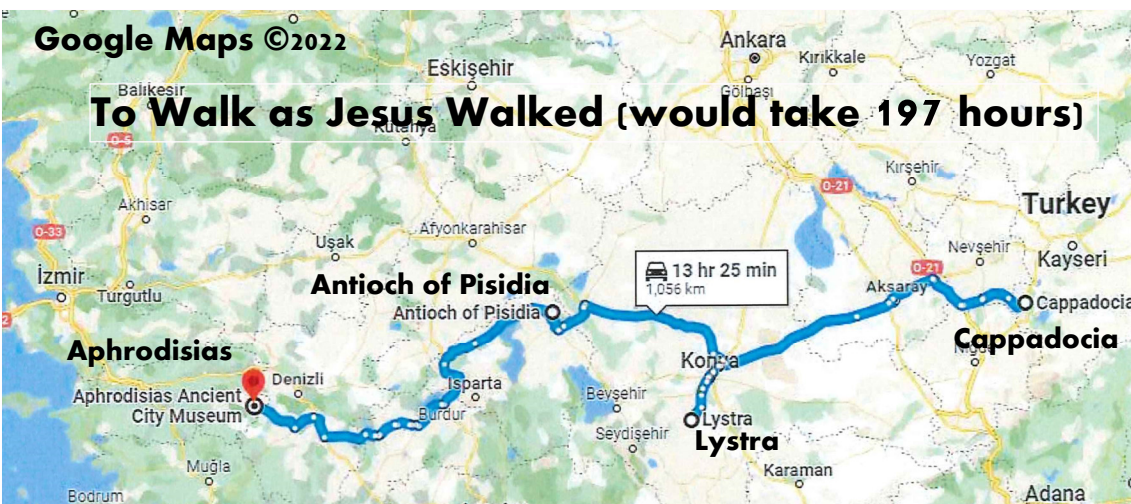 Google Maps ©2022
Ankara
Kırıkkale
Yozgat
Eskişehir
Gölbaşı
Balıkesir
To Walk as Jesus Walked (would take 197 hours)
Kütahya
O-5
Kırşehir
O-21
Akhisar
Turkey
O-33
Uşak
Afyonkarahisar
Nevşehir
Kayseri
İzmir
Turgutlu
13 hr 25 min
1,056 km
O-21
Aksaray
Antioch of Pisidia
Antioch of Pisidia
Cappadocia
Cappadocia
Aphrodisias
Konya
Aphrodisias Ancient
City Museum
Denizli
Isparta
Burdur
Beyşehir
Seydişehir
Lystra
Lystra
Muğla
Karaman
Bodrum
Adana